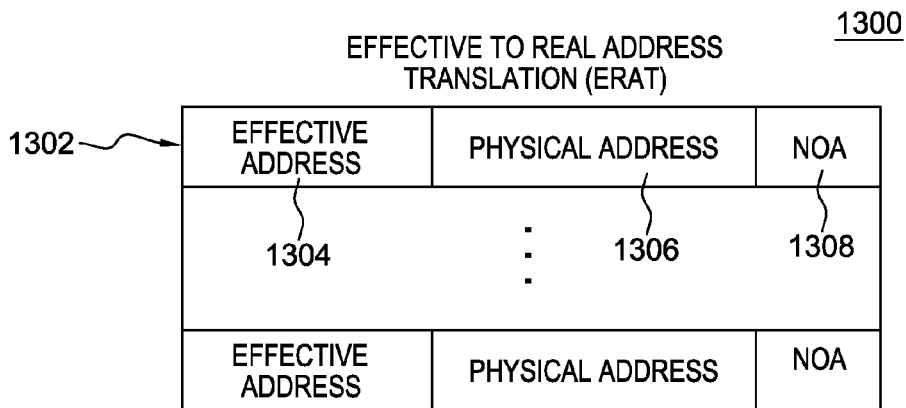 1300
EFFECTIVE TO REAL ADDRESS
TRANSLATION (ERAT)
1302
EFFECTIVE
ADDRESS
PHYSICAL ADDRESS
NOA
1304
1306
1308
EFFECTIVE
ADDRESS
PHYSICAL ADDRESS
NOA